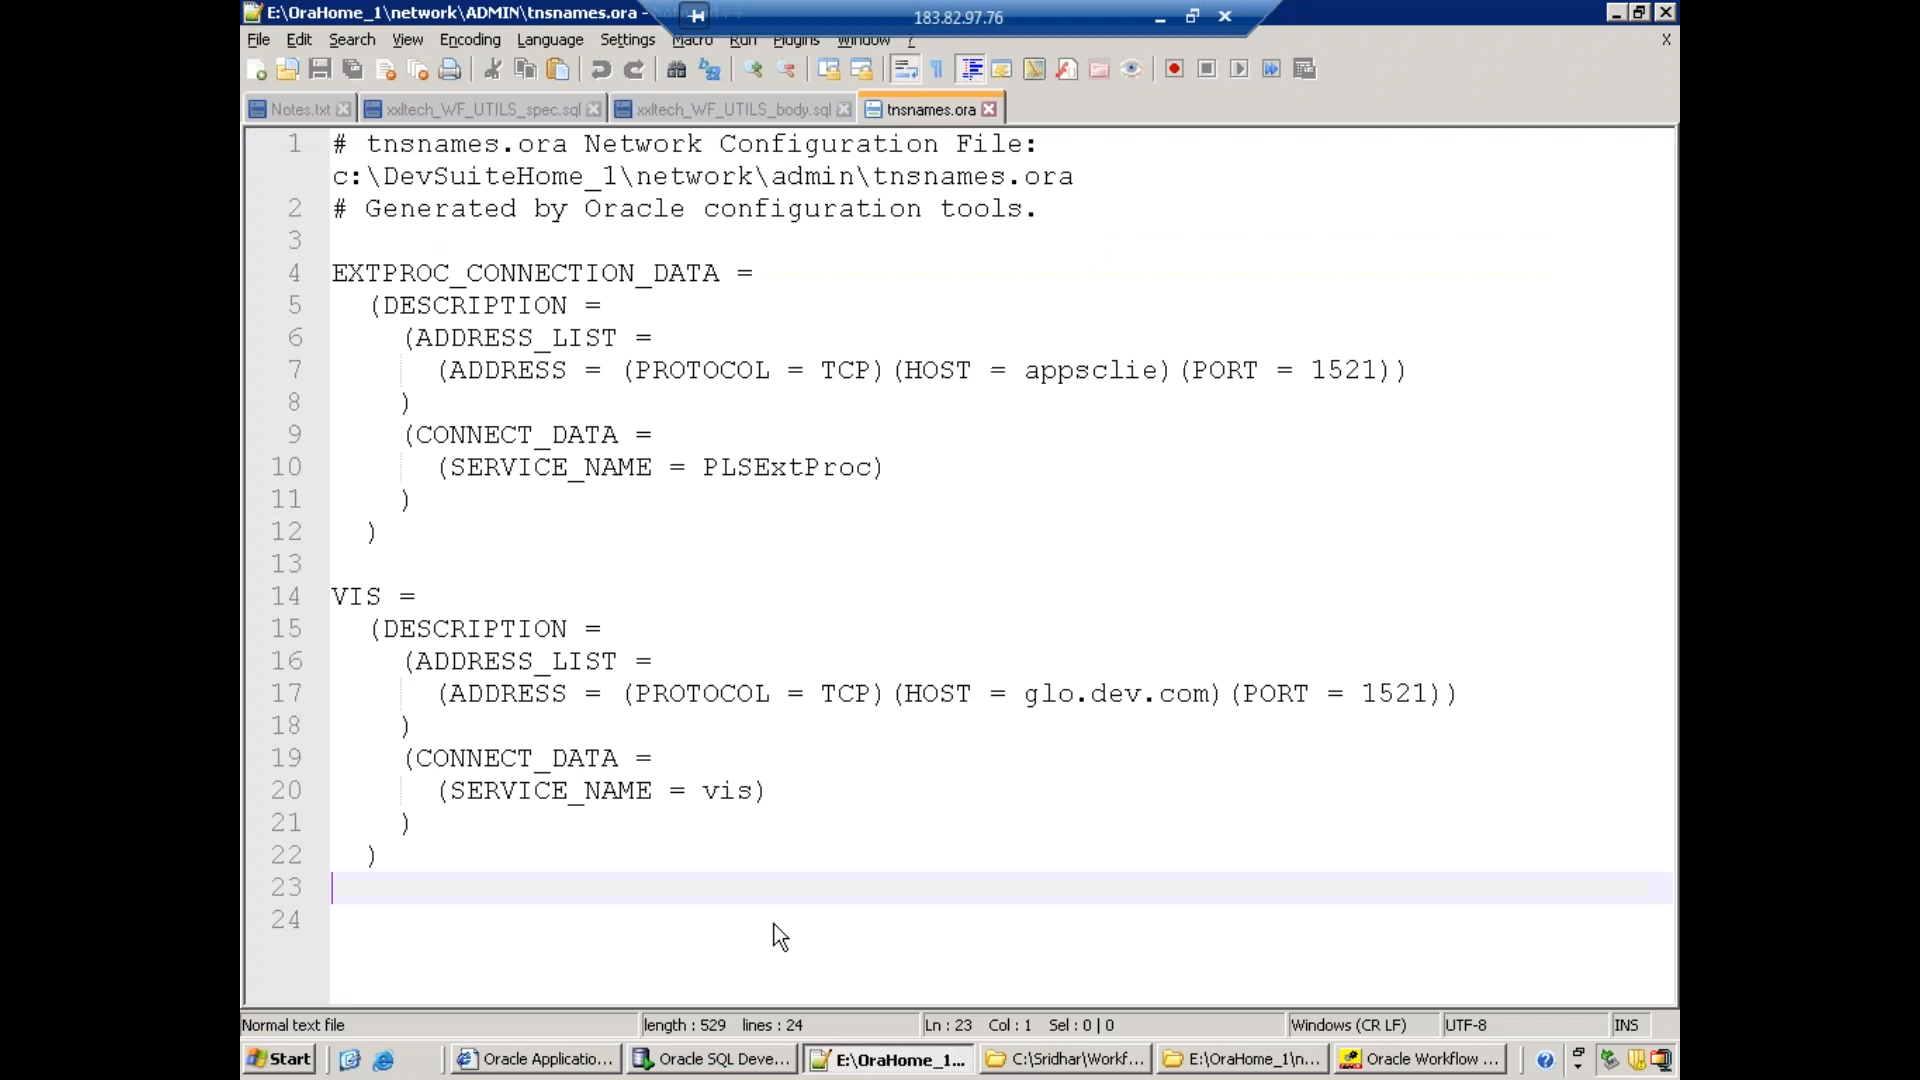 E:\OraHome_1\network\ADMIN\tnsnames.ora -
183.82.97.76
File Edit Search View Encoding Language Settings Macro Run Plugins Window ?
X
Notes.txt xxltech_WF_UTILS_spec.sql xxltech_WF_UTILS_body.sql tnsnames.ora
1 # tnsnames.ora Network Configuration File:
c:\DevSuiteHome_1\network\admin\tnsnames.ora
2 # Generated by Oracle configuration tools.
3
4 EXTPROC_CONNECTION_DATA =
5 (DESCRIPTION =
6 (ADDRESS_LIST =
7 (ADDRESS = (PROTOCOL = TCP)(HOST = appsclie)(PORT = 1521))
8 )
9 (CONNECT_DATA =
10 (SERVICE_NAME = PLSExtProc)
11 )
12 )
13
14 VIS =
15 (DESCRIPTION =
16 (ADDRESS_LIST =
17 (ADDRESS = (PROTOCOL = TCP)(HOST = glo.dev.com)(PORT = 1521))
18 )
19 (CONNECT_DATA =
20 (SERVICE_NAME = vis)
21 )
22 )
23
24
Normal text file length : 529 lines : 24 Ln : 23 Col : 1 Sel : 0 | 0 Windows (CR LF) UTF-8 INS
Start Oracle Applicatio... Oracle SQL Deve... E:\OraHome_1... C:\Sridhar\Workf... E:\OraHome_1\n... Oracle Workflow ...